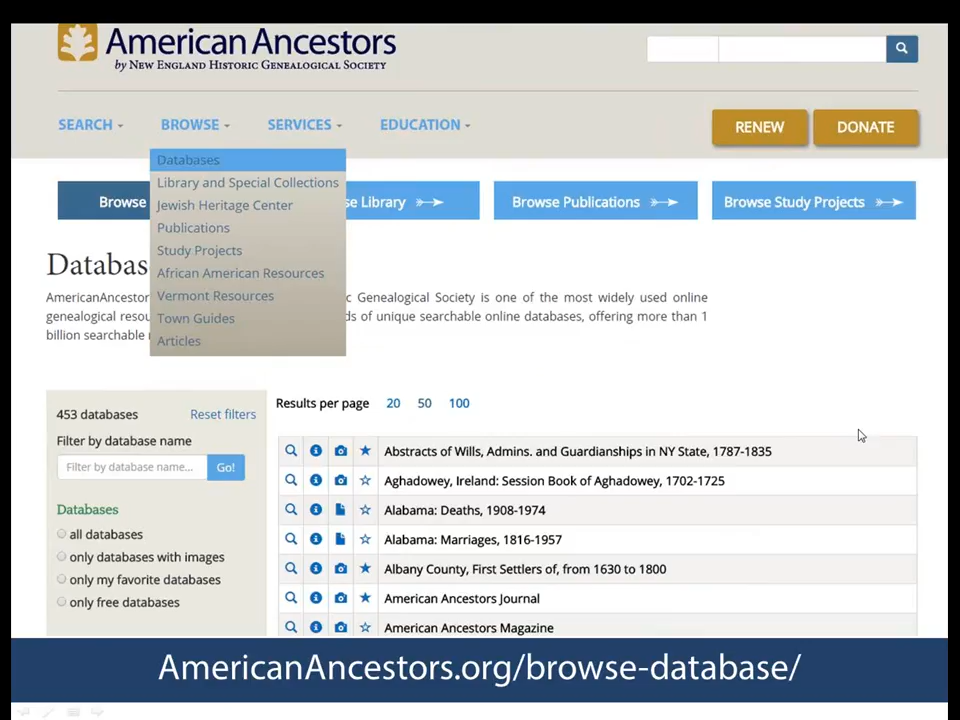 American Ancestors
by NEW ENGLAND HISTORIC GENEALOGICAL SOCIETY
SEARCH BROWSE SERVICES EDUCATION
RENEW DONATE
Databases
Library and Special Collections
Jewish Heritage Center
Publications
Study Projects
African American Resources
Vermont Resources
Town Guides
Articles
Browse se Library Browse Publications Browse Study Projects
Databas
AmericanAncestor c Genealogical Society is one of the most widely used online
genealogical resou ds of unique searchable online databases, offering more than 1
billion searchable
453 databases Reset filters
Filter by database name
Filter by database name... Go!
Databases
all databases
only databases with images
only my favorite databases
only free databases
Results per page 20 50 100
Abstracts of Wills, Admins. and Guardianships in NY State, 1787-1835
Aghadowey, Ireland: Session Book of Aghadowey, 1702-1725
Alabama: Deaths, 1908-1974
Alabama: Marriages, 1816-1957
Albany County, First Settlers of, from 1630 to 1800
American Ancestors Journal
American Ancestors Magazine
AmericanAncestors.org/browse-database/